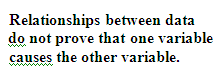 Relationships between data
do not prove that one variable
causes the other variable.